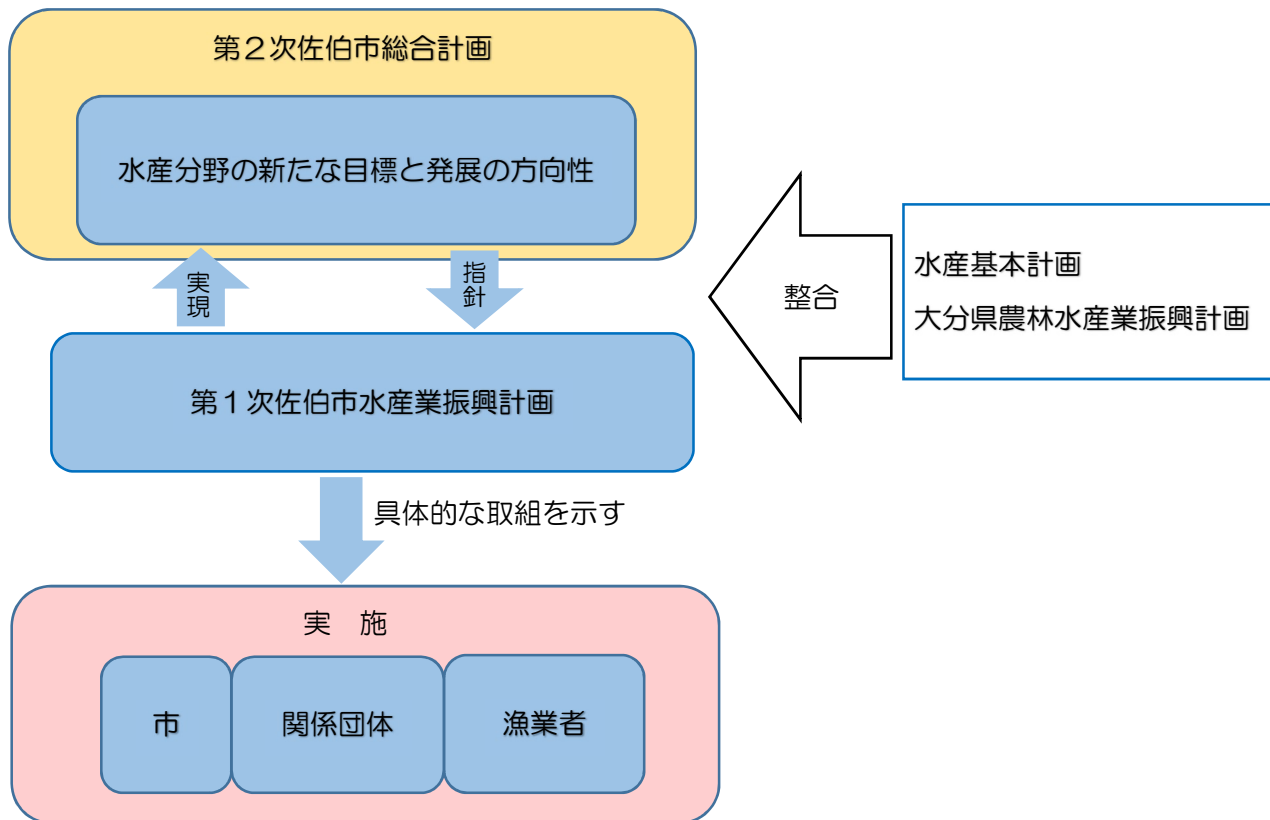 第２次佐伯市総合計画
水産分野の新たな目標と発展の方向性
実現
指針
整合
水産基本計画
大分県農林水産業振興計画
第１次佐伯市水産業振興計画
具体的な取組を示す
実　施
市
関係団体
漁業者